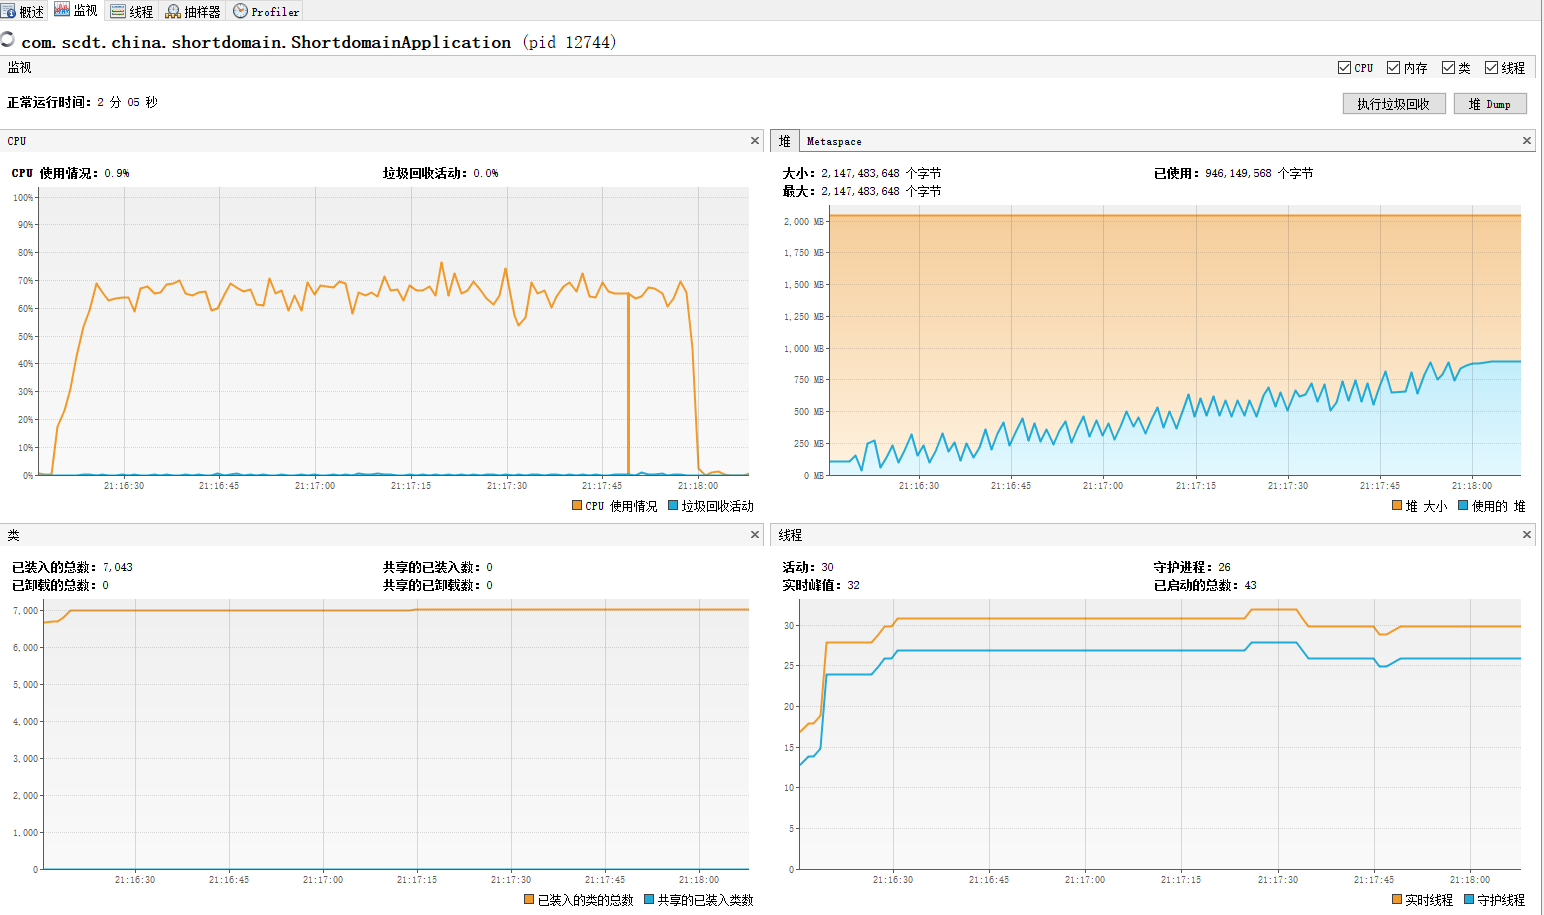 概述 监视 线程 抽样器 Profiler
com.scdt.china.shortdomain.ShortdomainApplication (pid 12744)
监视
CPU 内存 类 线程
正常运行时间: 2 分 05 秒
执行垃圾回收 堆 Dump
CPU
CPU 使用情况: 0.9% 垃圾回收活动: 0.0%
100%
90%
80%
70%
60%
50%
40%
30%
20%
10%
0%
21:16:30 21:16:45 21:17:00 21:17:15 21:17:30 21:17:45 21:18:00
CPU 使用情况 垃圾回收活动
堆 Metaspace
大小: 2,147,483,648 个字节 已使用: 946,149,568 个字节
最大: 2,147,483,648 个字节
2,000 MB
1,750 MB
1,500 MB
1,250 MB
1,000 MB
750 MB
500 MB
250 MB
0 MB
21:16:30 21:16:45 21:17:00 21:17:15 21:17:30 21:17:45 21:18:00
堆 大小 使用的 堆
类
已装入的总数: 7,043 共享的已装入数: 0
已卸载的总数: 0 共享的已卸载数: 0
7,000
6,000
5,000
4,000
3,000
2,000
1,000
0
21:16:30 21:16:45 21:17:00 21:17:15 21:17:30 21:17:45 21:18:00
已装入的类的总数 共享的已装入类数
线程
活动: 30 守护进程: 26
实时峰值: 32 已启动的总数: 43
30
25
20
15
10
5
0
21:16:30 21:16:45 21:17:00 21:17:15 21:17:30 21:17:45 21:18:00
实时线程 守护线程